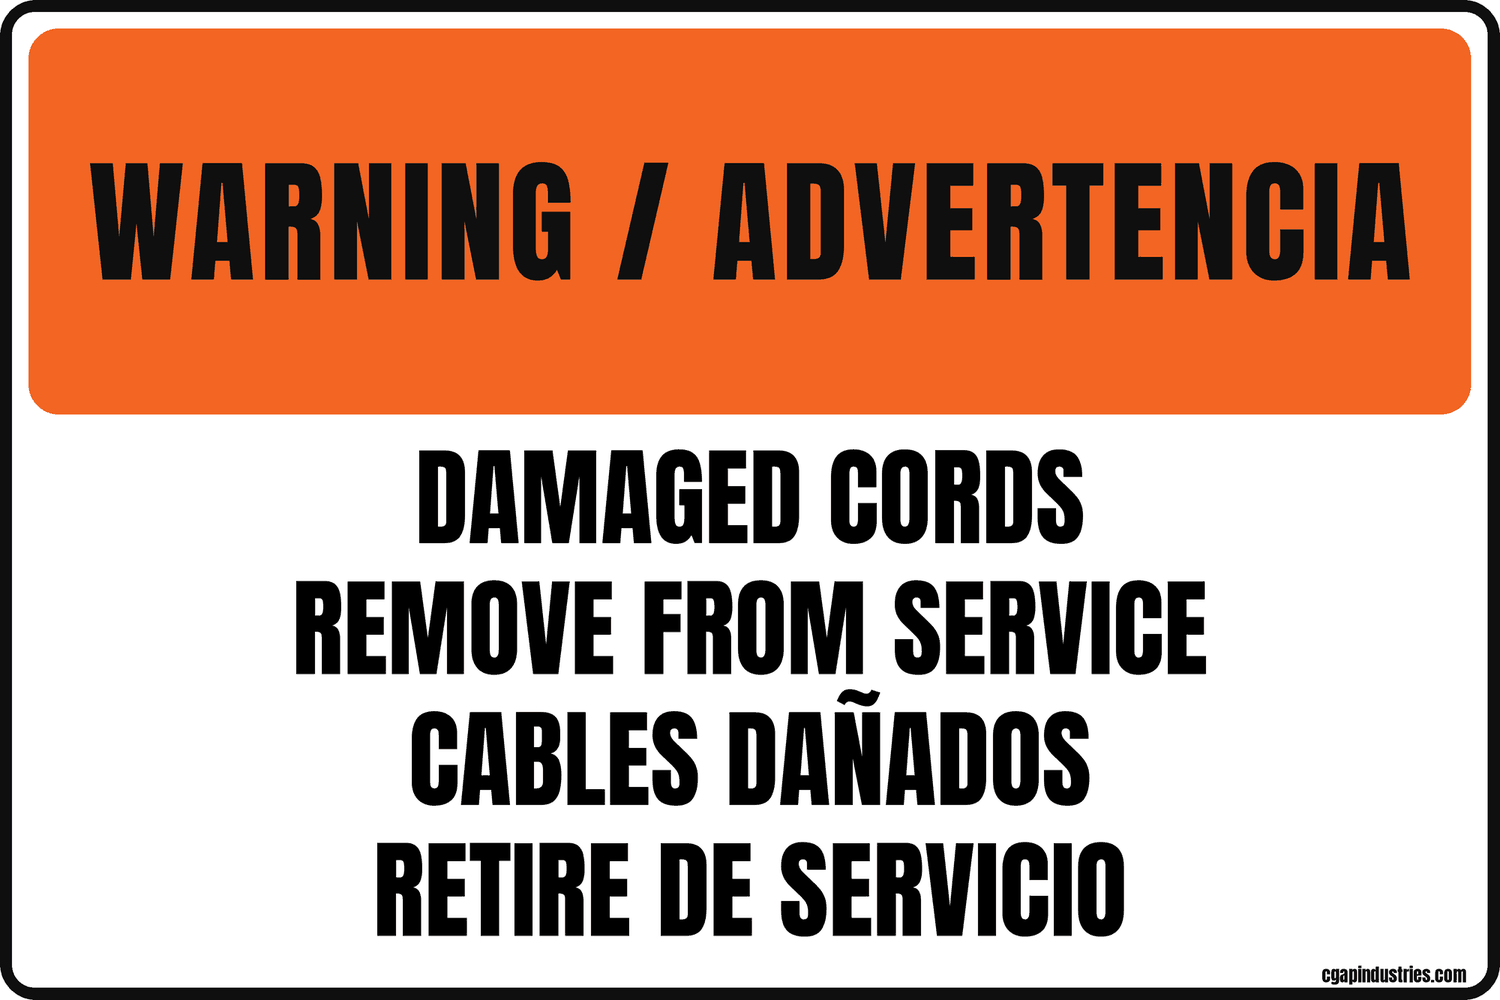 WARNING / ADVERTENCIA
DAMAGED CORDS
REMOVE FROM SERVICE
CABLES DAÑADOS
RETIRE DE SERVICIO
cgapindustries.com